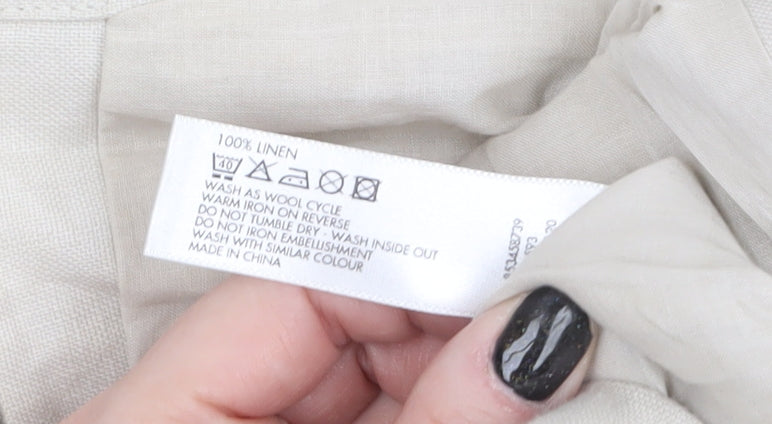 100% LINEN
40
WASH AS WOOL CYCLE
WARM IRON ON REVERSE
DO NOT TUMBLE DRY · WASH INSIDE OUT
DO NOT IRON EMBELLISHMENT
WASH WITH SIMILAR COLOUR
MADE IN CHINA